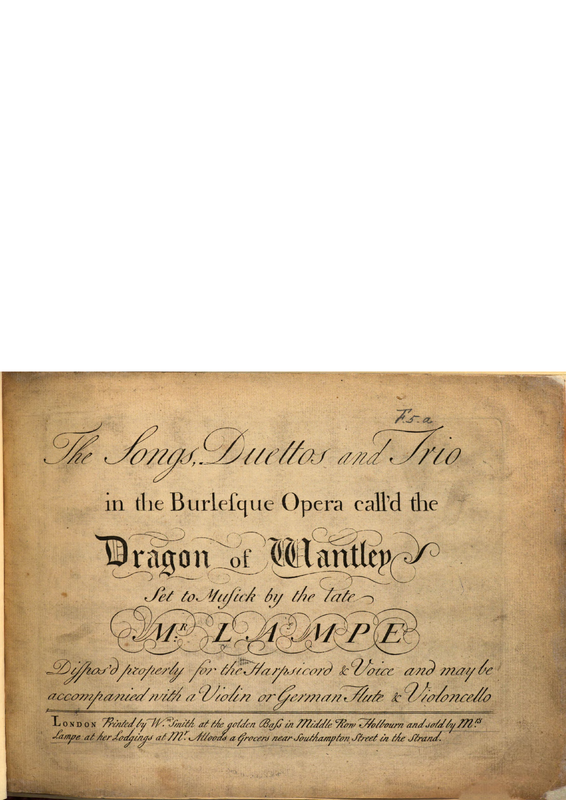 F.5.a
The Songs, Duettos and Trio
in the Burleſque Opera call'd the
Dragon of Wantley
Set to Muſick by the late
Mr. LAMPE
Diſpos'd properly for the Harpsicord & Voice and may be
accompanied with a Violin or German Flute & Violoncello
LONDON Printed by Wm. Smith at the golden Baſs in Middle Row Holbourn and sold by Mrs.
Lampe at her Lodgings at Mr. Alloods a Grocers near Southampton Street in the Strand.